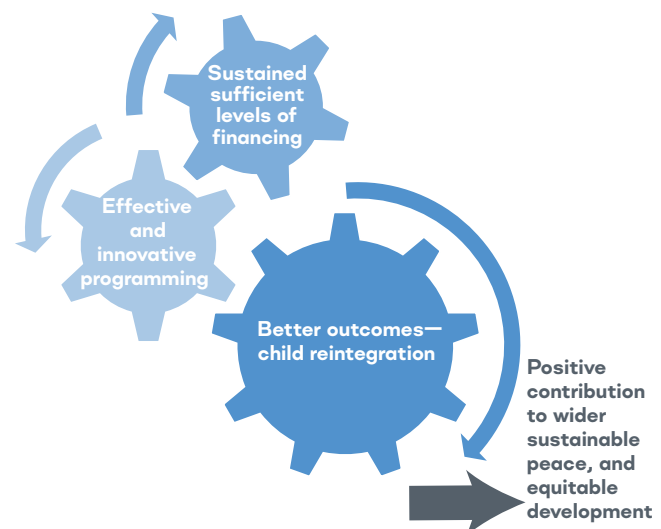 Sustained
sufficient
levels of
financing
Effective
and
innovative
programming
Better outcomes—
child reintegration
Positive
contribution
to wider
sustainable
peace, and
equitable
development